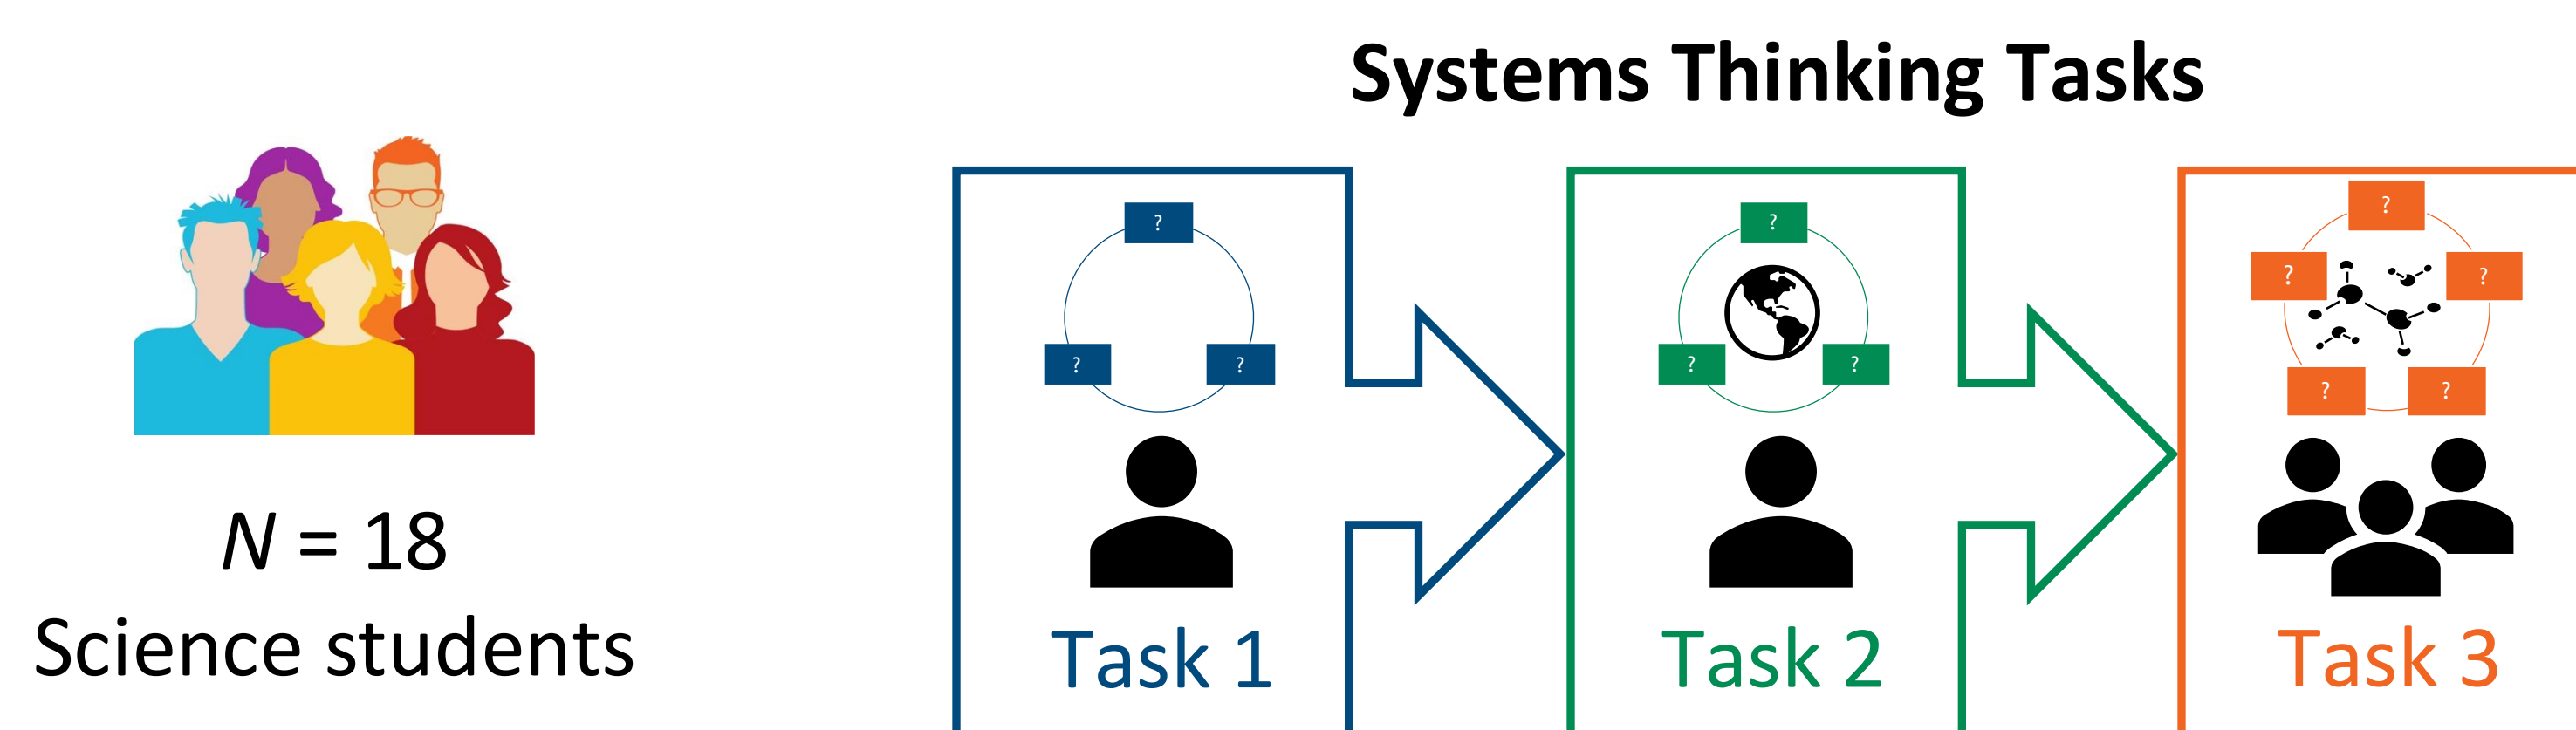 Systems Thinking Tasks
?
?
?
?
?
?
?
?
?
?
?
N = 18
Science students
Task 1
Task 2
Task 3